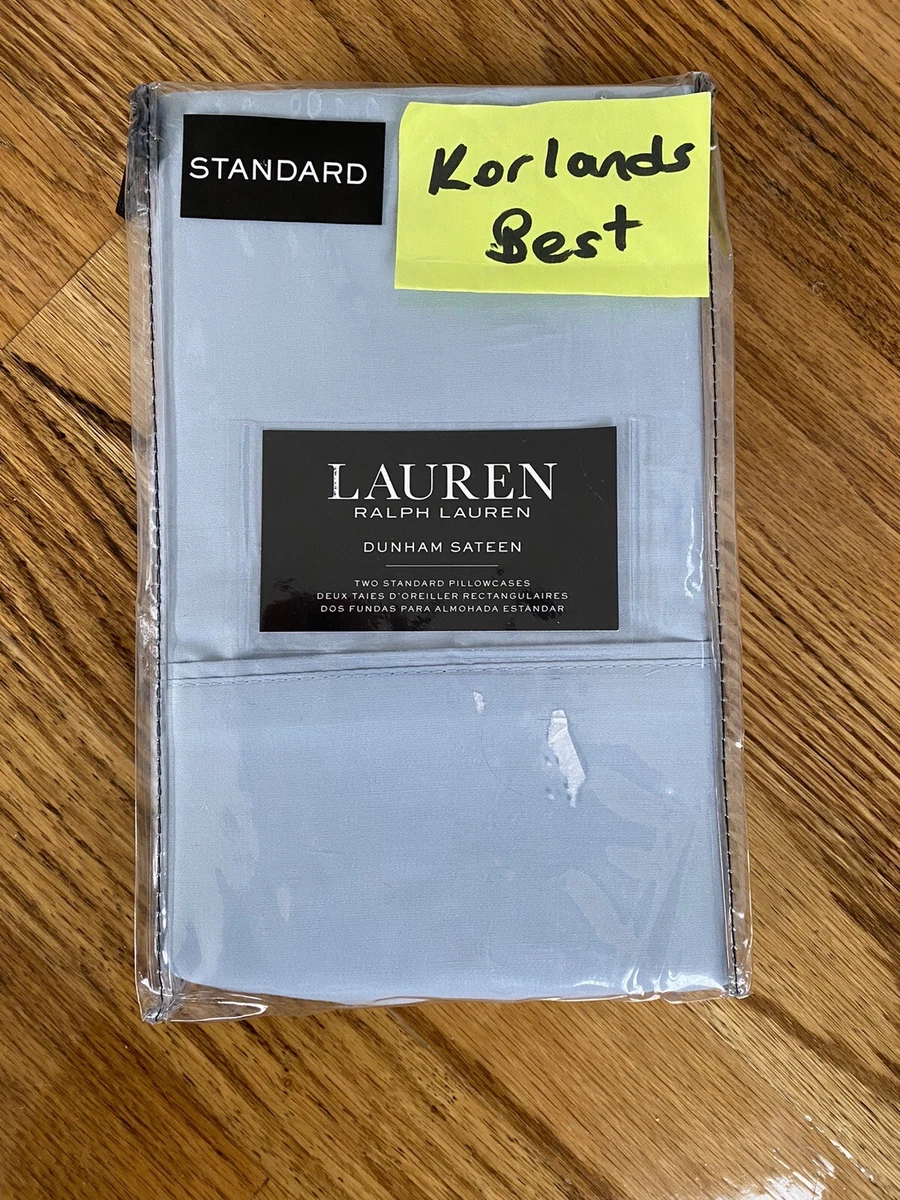 STANDARD
Korlands
Best
LAUREN
RALPH LAUREN
DUNHAM SATEEN
TWO STANDARD PILLOWCASES
DEUX TAIES D'OREILLER RECTANGULAIRES
DOS FUNDAS PARA ALMOHADA ESTÁNDAR